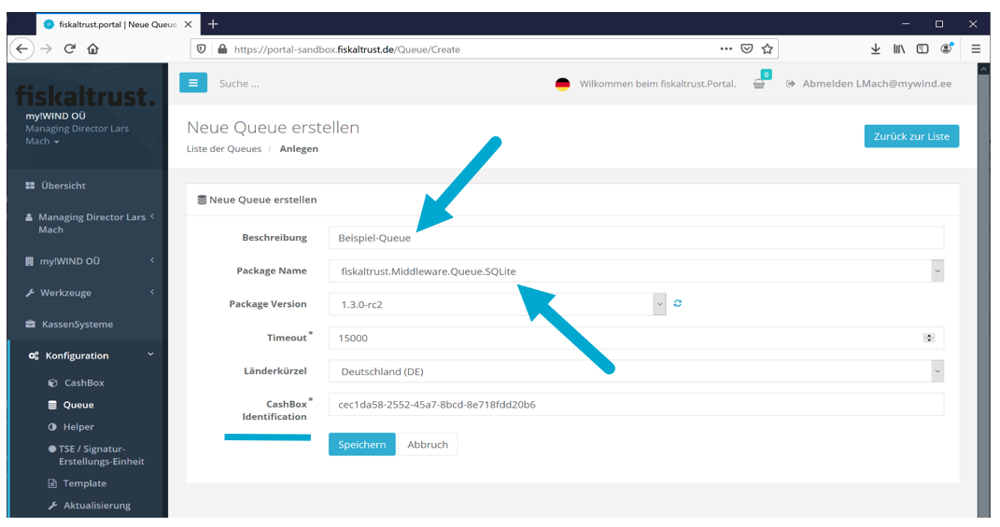 fiskaltrust.portal | Neue Queue
https://portal-sandbox.fiskaltrust.de/Queue/Create
fiskaltrust.
my!WIND OÜ
Managing Director Lars
Mach
Suche ...
Wilkommen beim fiskaltrust.Portal.
0
Abmelden LMach@mywind.ee
Neue Queue erstellen
Liste der Queues / Anlegen
Zurück zur Liste
Übersicht
Managing Director Lars
Mach
my!WIND OÜ
Werkzeuge
KassenSysteme
Konfiguration
CashBox
Queue
Helper
TSE / Signatur-
Erstellungs-Einheit
Template
Aktualisierung
Neue Queue erstellen
Beschreibung Beispiel-Queue
Package Name fiskaltrust.Middleware.Queue.SQLite
Package Version 1.3.0-rc2
Timeout* 15000
Länderkürzel Deutschland (DE)
CashBox* cec1da58-2552-45a7-8bcd-8e718fdd20b6
Identification
Speichern Abbruch